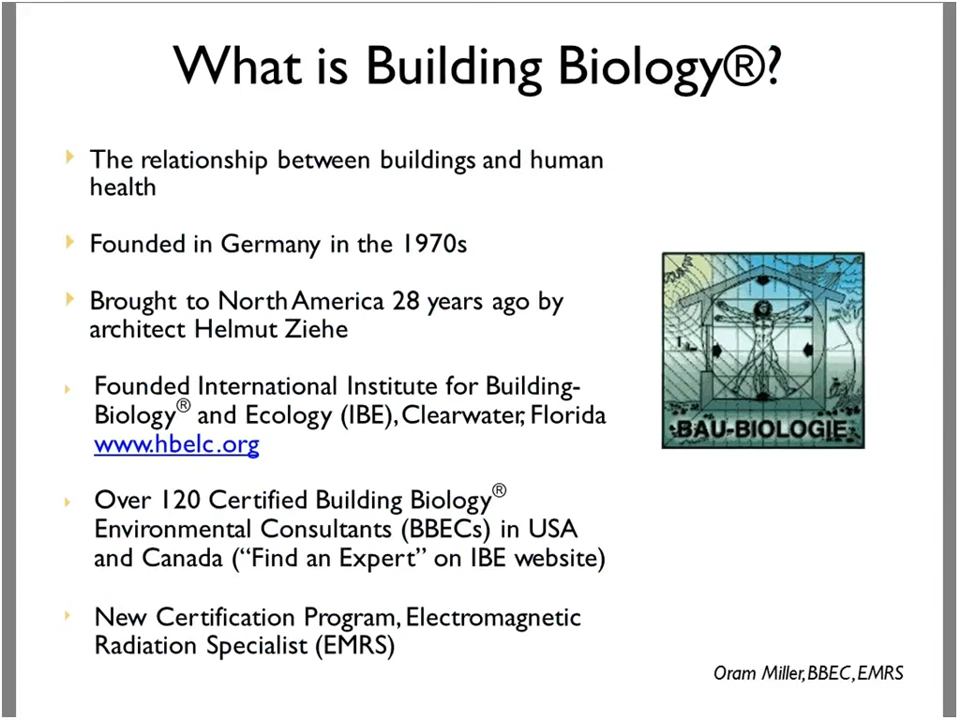 What is Building Biology®?
The relationship between buildings and human
health
Founded in Germany in the 1970s
Brought to North America 28 years ago by
architect Helmut Ziehe
Founded International Institute for Building-
Biology® and Ecology (IBE), Clearwater, Florida
www.hbelc.org
BAU-BIOLOGIE
Over 120 Certified Building Biology®
Environmental Consultants (BBECs) in USA
and Canada (“Find an Expert” on IBE website)
New Certification Program, Electromagnetic
Radiation Specialist (EMRS)
Oram Miller, BBEC, EMRS